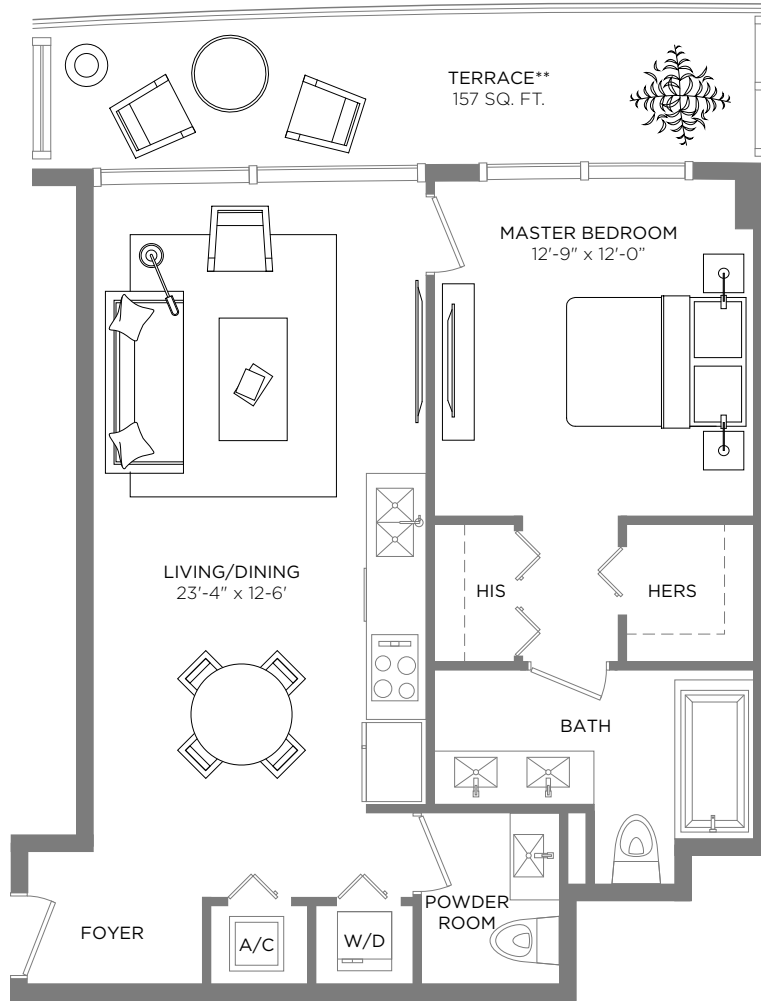 TERRACE**
157 SQ. FT.
MASTER BEDROOM
12'-9" x 12'-0”
LIVING/DINING
23'-4" x 12-6'
HIS
HERS
BATH
POWDER
ROOM
FOYER
A/C
W/D